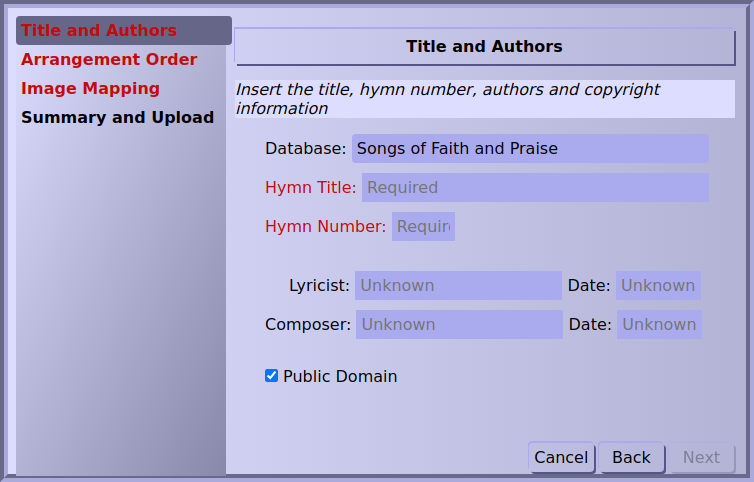 Title and Authors
Arrangement Order
Image Mapping
Summary and Upload
Title and Authors
Insert the title, hymn number, authors and copyright
information
Database: Songs of Faith and Praise
Hymn Title: Required
Hymn Number: Requir
Lyricist: Unknown Date: Unknown
Composer: Unknown Date: Unknown
Public Domain
Cancel Back Next